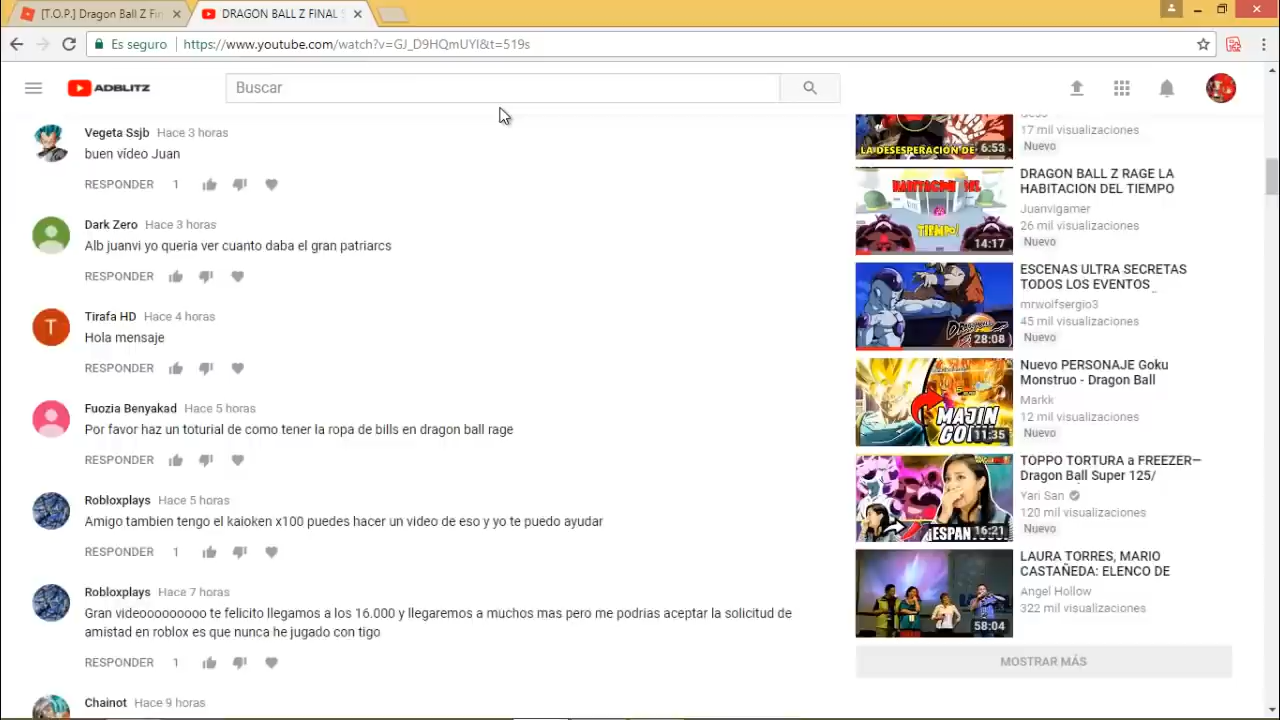 [T.O.P.] Dragon Ball Z Fi
DRAGON BALL Z FINAL
Es seguro
https://www.youtube.com/watch?v=GJ_D9HQmUYI&t=519s
ADBLITZ
Buscar
Vegeta Ssjb Hace 3 horas
buen vídeo Juan
RESPONDER 1
Dark Zero Hace 3 horas
Alb juanvi yo queria ver cuanto daba el gran patriarcs
RESPONDER
T
Tirafa HD Hace 4 horas
Hola mensaje
RESPONDER
Fuozia Benyakad Hace 5 horas
Por favor haz un toturial de como tener la ropa de bills en dragon ball rage
RESPONDER
Robloxplays Hace 5 horas
Amigo tambien tengo el kaioken x100 puedes hacer un video de eso y yo te puedo ayudar
RESPONDER 1
Robloxplays Hace 7 horas
Gran videooooooooo te felicito llegamos a los 16.000 y llegaremos a muchos mas pero me podrias aceptar la solicitud de
amistad en roblox es que nunca he jugado con tigo
RESPONDER 1
Chainot Hace 9 horas
LA DESESPERACIÓN DE
6:53
17 mil visualizaciones
Nuevo
HABITACION DEL
TIEMPO!
14:17
DRAGON BALL Z RAGE LA
HABITACION DEL TIEMPO
Juanvigamer
26 mil visualizaciones
Nuevo
28:08
ESCENAS ULTRA SECRETAS
TODOS LOS EVENTOS
mrwolfsergio3
45 mil visualizaciones
Nuevo
MAJIN
11:35
Nuevo PERSONAJE Goku
Monstruo - Dragon Ball
Markk
12 mil visualizaciones
Nuevo
16:21
TOPPO TORTURA a FREEZER—
Dragon Ball Super 125/
Yari San
120 mil visualizaciones
Nuevo
58:04
LAURA TORRES, MARIO
CASTAÑEDA: ELENCO DE
Angel Hollow
322 mil visualizaciones
MOSTRAR MÁS